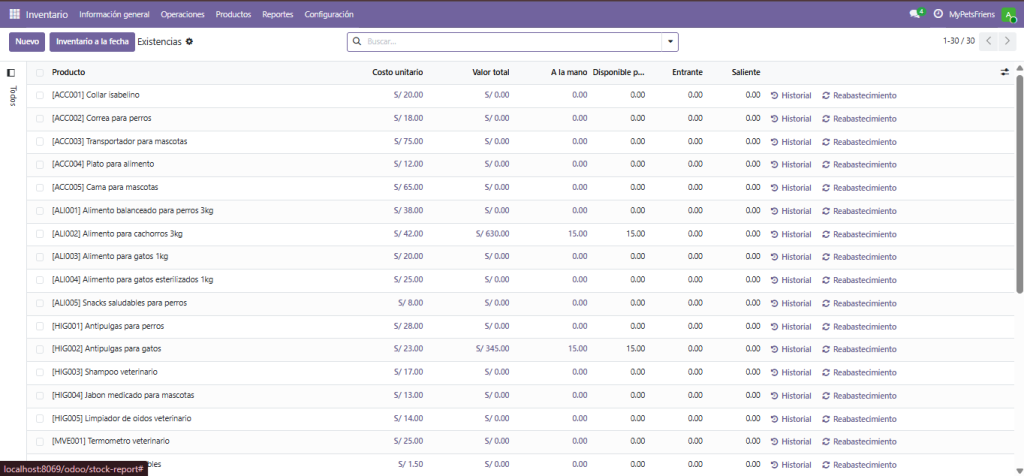 Inventario Información general Operaciones Productos Reportes Configuración 4 MyPetsFriens A
Nuevo Inventario a la fecha Existencias Buscar... 1-30 / 30
Producto Costo unitario Valor total A la mano Disponible p... Entrante Saliente
Todos
[ACC001] Collar isabelino S/ 20.00 S/ 0.00 0.00 0.00 0.00 0.00 Historial Reabastecimiento
[ACC002] Correa para perros S/ 18.00 S/ 0.00 0.00 0.00 0.00 0.00 Historial Reabastecimiento
[ACC003] Transportador para mascotas S/ 75.00 S/ 0.00 0.00 0.00 0.00 0.00 Historial Reabastecimiento
[ACC004] Plato para alimento S/ 12.00 S/ 0.00 0.00 0.00 0.00 0.00 Historial Reabastecimiento
[ACC005] Cama para mascotas S/ 65.00 S/ 0.00 0.00 0.00 0.00 0.00 Historial Reabastecimiento
[ALI001] Alimento balanceado para perros 3kg S/ 38.00 S/ 0.00 0.00 0.00 0.00 0.00 Historial Reabastecimiento
[ALI002] Alimento para cachorros 3kg S/ 42.00 S/ 630.00 15.00 15.00 0.00 0.00 Historial Reabastecimiento
[ALI003] Alimento para gatos 1kg S/ 20.00 S/ 0.00 0.00 0.00 0.00 0.00 Historial Reabastecimiento
[ALI004] Alimento para gatos esterilizados 1kg S/ 25.00 S/ 0.00 0.00 0.00 0.00 0.00 Historial Reabastecimiento
[ALI005] Snacks saludables para perros S/ 8.00 S/ 0.00 0.00 0.00 0.00 0.00 Historial Reabastecimiento
[HIG001] Antipulgas para perros S/ 28.00 S/ 0.00 0.00 0.00 0.00 0.00 Historial Reabastecimiento
[HIG002] Antipulgas para gatos S/ 23.00 S/ 345.00 15.00 15.00 0.00 0.00 Historial Reabastecimiento
[HIG003] Shampoo veterinario S/ 17.00 S/ 0.00 0.00 0.00 0.00 0.00 Historial Reabastecimiento
[HIG004] Jabon medicado para mascotas S/ 13.00 S/ 0.00 0.00 0.00 0.00 0.00 Historial Reabastecimiento
[HIG005] Limpiador de oidos veterinario S/ 14.00 S/ 0.00 0.00 0.00 0.00 0.00 Historial Reabastecimiento
[MVE001] Termometro veterinario S/ 25.00 S/ 0.00 0.00 0.00 0.00 0.00 Historial Reabastecimiento
localhost:8069/odoo/stock-report# bles S/ 1.50 S/ 0.00 0.00 0.00 0.00 0.00 Historial Reabastecimiento